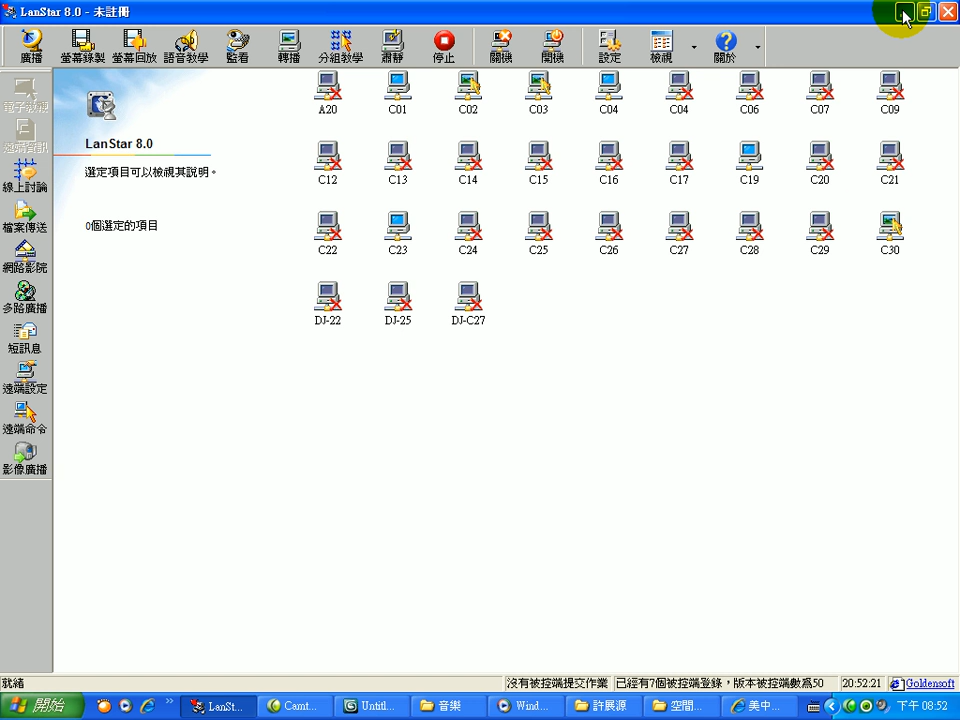 LanStar 8.0 - 未註冊
廣播 螢幕錄製 螢幕回放 語音教學 監看 轉播 分組教學 肅靜 停止 關機 開機 設定 檢視 關於
遠端資訊
線上討論
檔案傳送
網路影院
多路廣播
短訊息
遠端設定
遠端命令
影像廣播
LanStar 8.0
選定項目可以檢視其說明。
0個選定的項目
A20 C01 C02 C03 C04 C04 C06 C07 C09
C12 C13 C14 C15 C16 C17 C19 C20 C21
C22 C23 C24 C25 C26 C27 C28 C29 C30
DJ-22 DJ-25 DJ-C27
就緒 沒有被控端提交作業 已經有7個被控端登錄，版本被控端數為50 20:52:21 Goldensoft
開始 LanSt... Camt... Untitl... 音樂 Wind... 許展源 空間... 美中... 下午 08:52